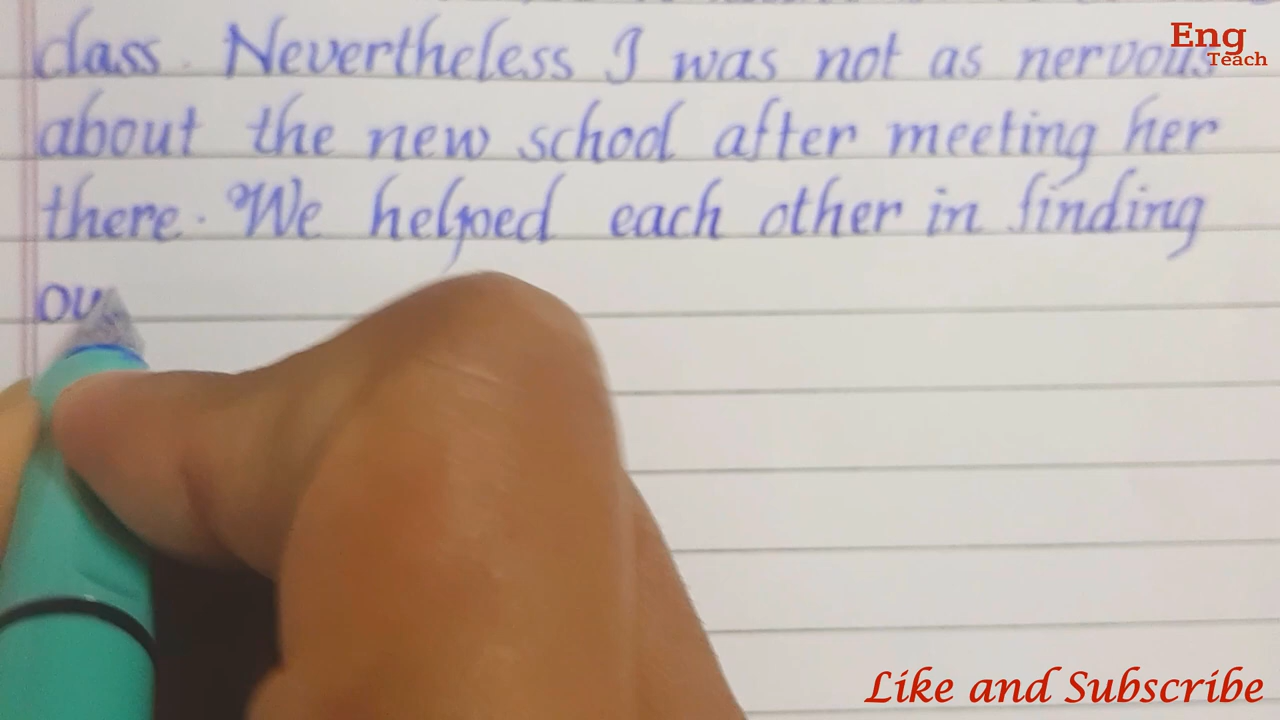 class. Nevertheless I was not as nervous
about the new school after meeting her
there. We helped each other in finding
ou
Eng
Teach
Like and Subscribe